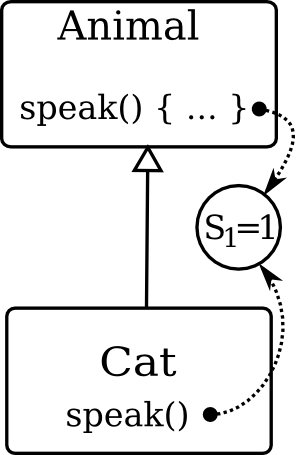 Animal
speak() { ... }
S₁=1
Cat
speak()